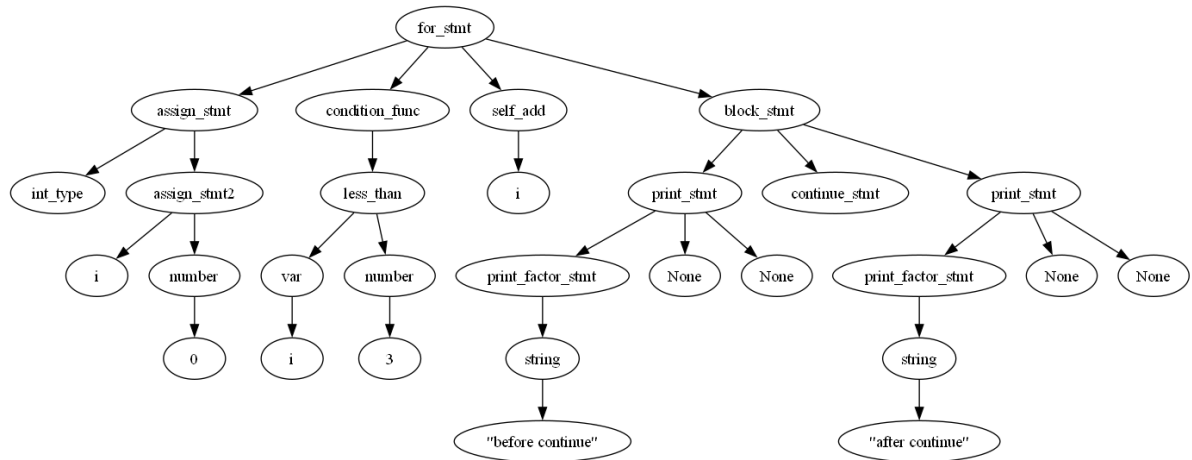 for_stmt
assign_stmt condition_func self_add block_stmt
int_type assign_stmt2 less_than i print_stmt continue_stmt print_stmt
i number var number print_factor_stmt None None print_factor_stmt None None
0 i 3 string string
"before continue" "after continue"